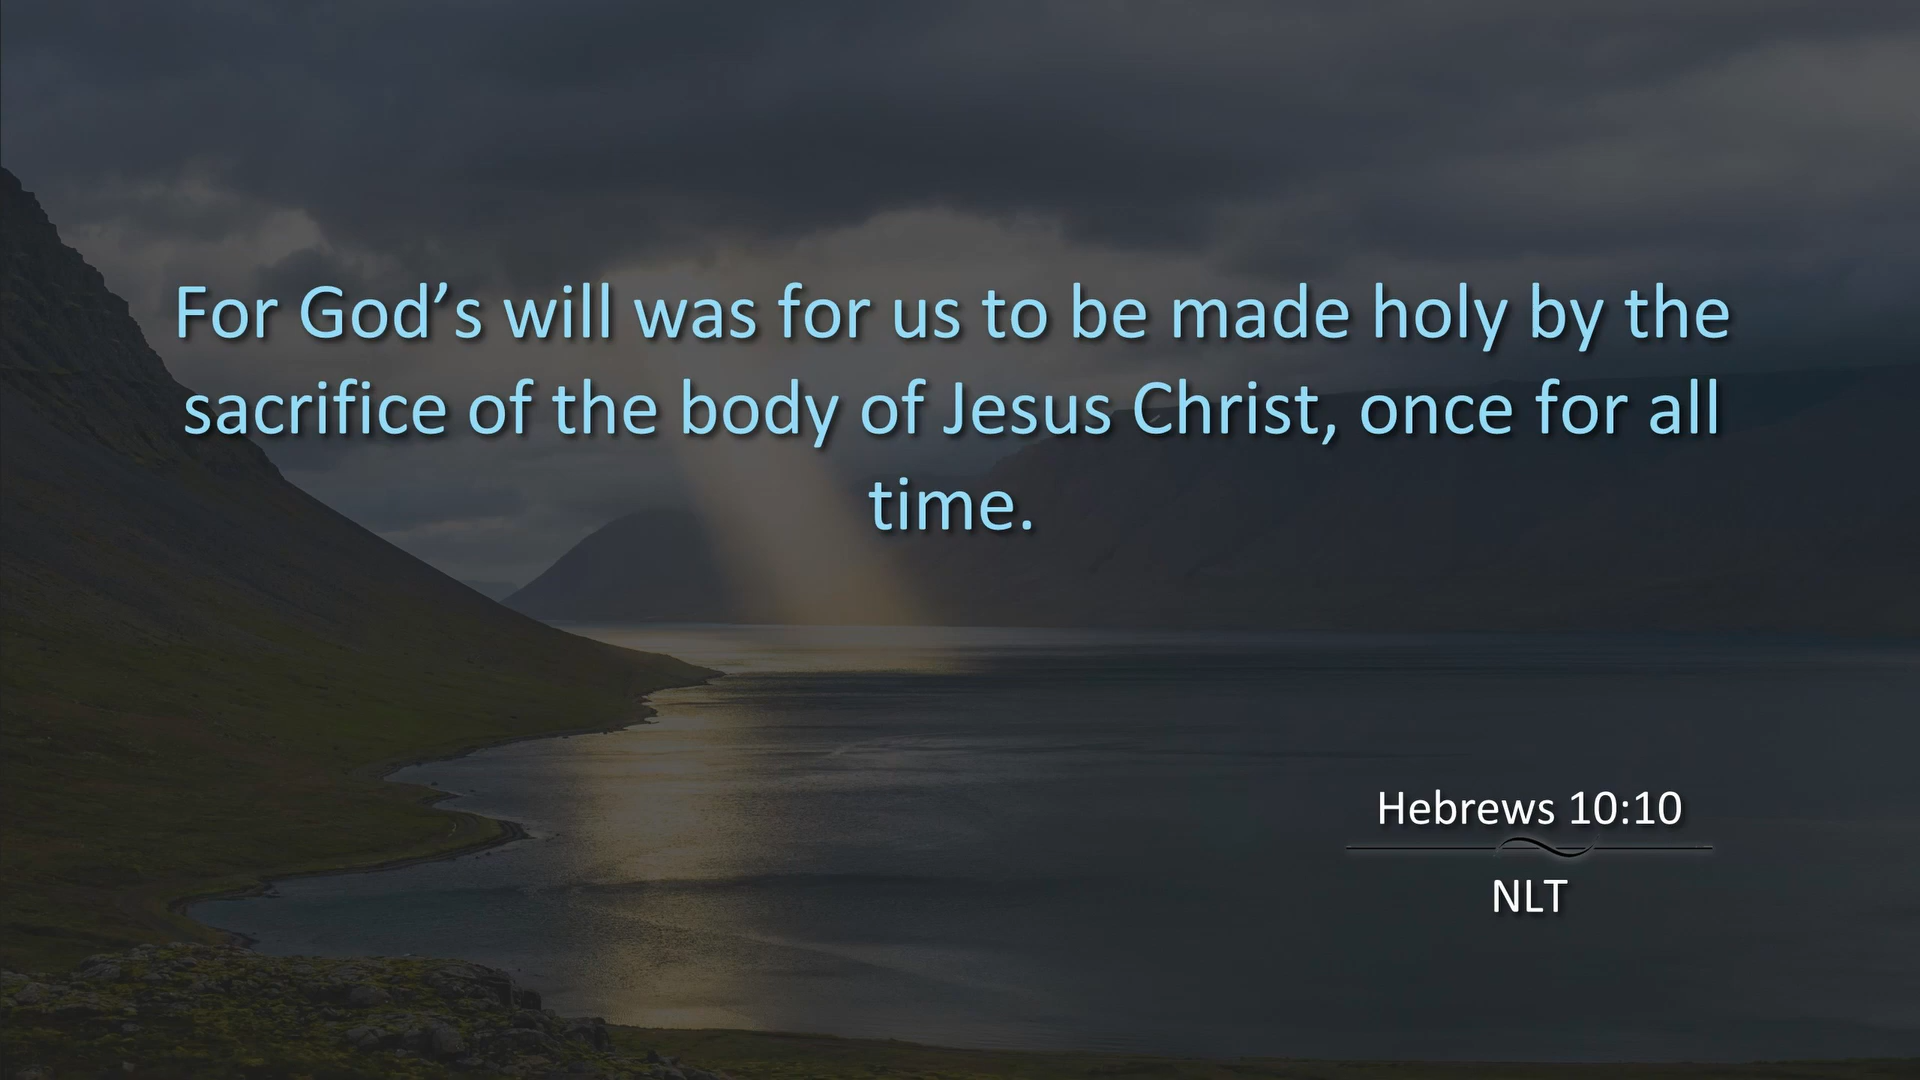 For God’s will was for us to be made holy by the
sacrifice of the body of Jesus Christ, once for all
time.
Hebrews 10:10
NLT